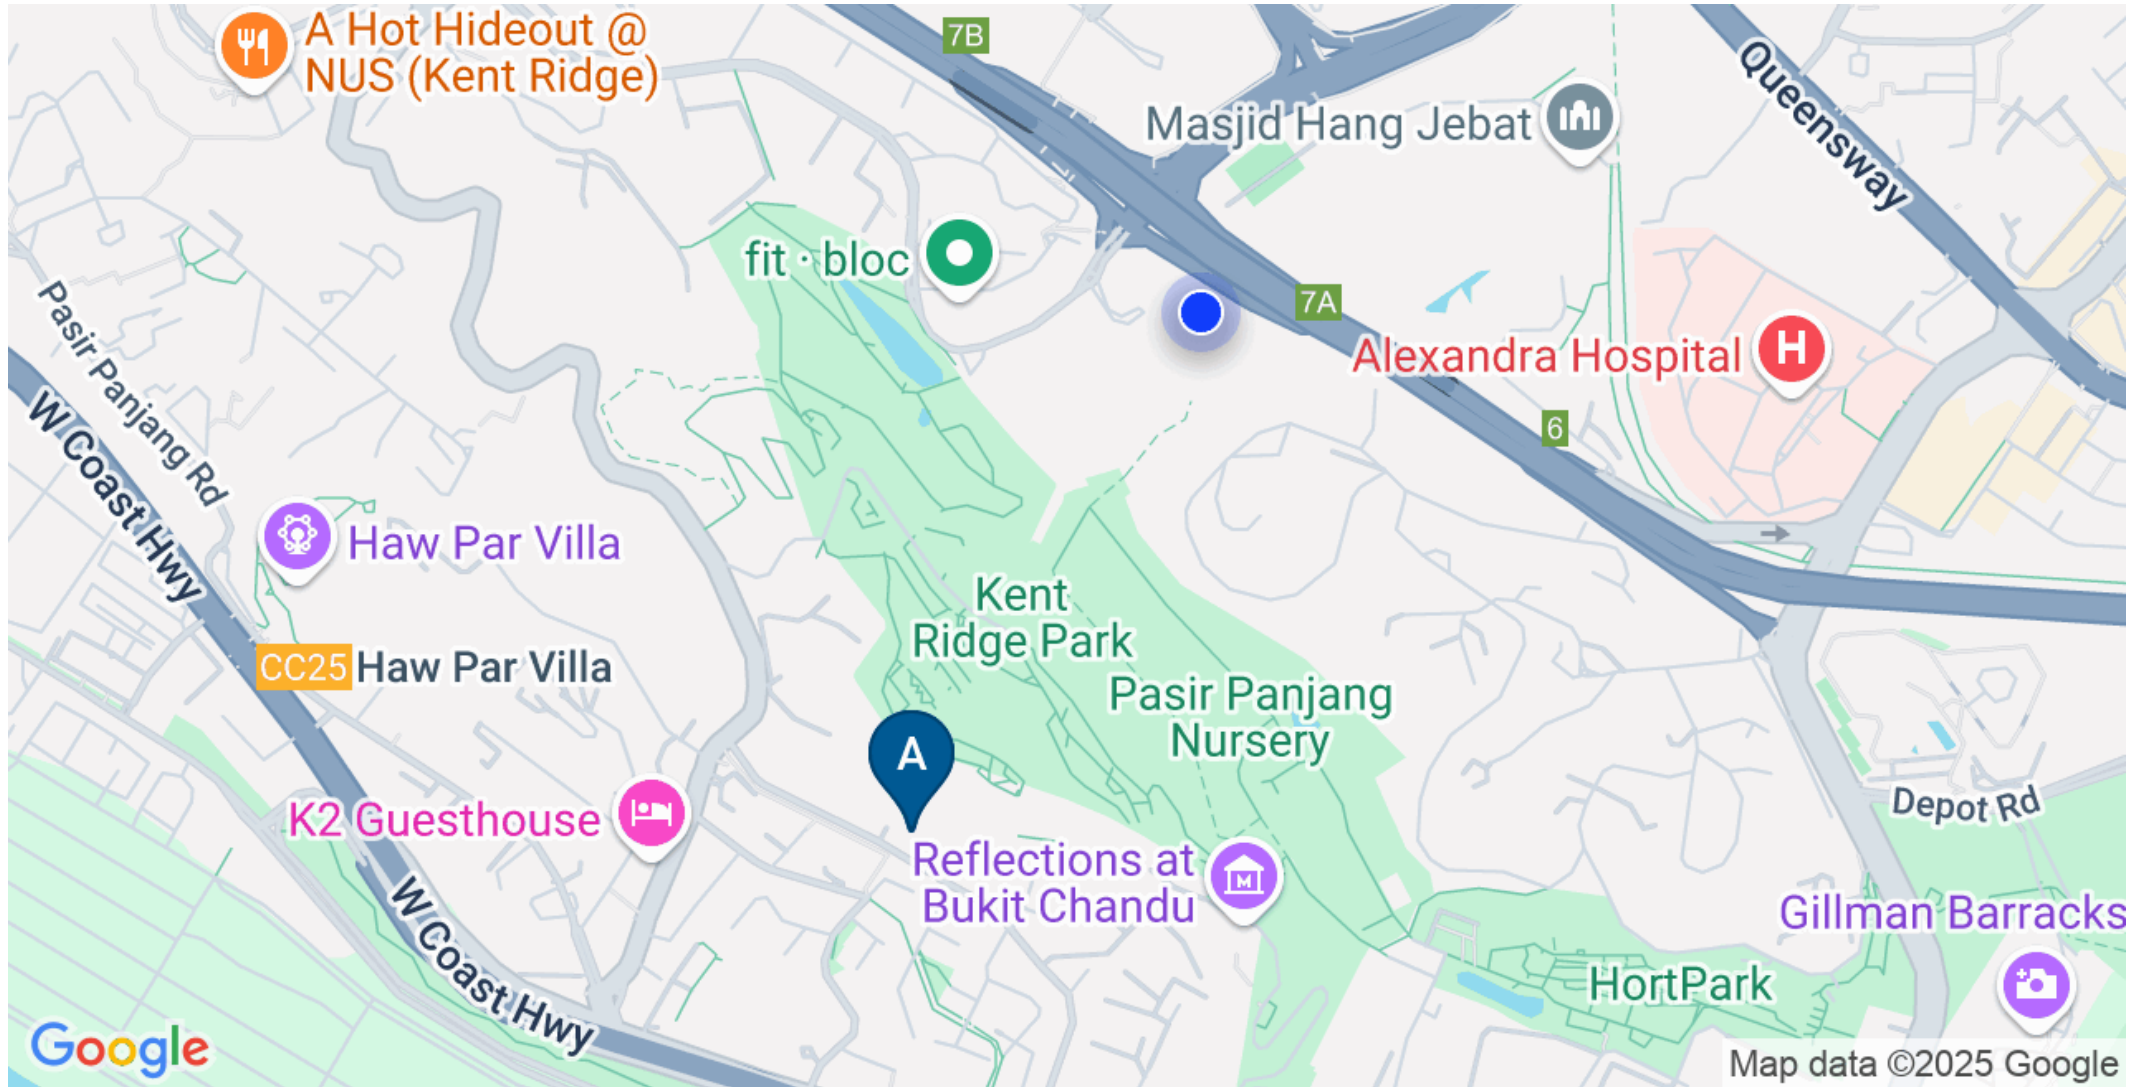 A Hot Hideout @
NUS (Kent Ridge)
7B
Masjid Hang Jebat
Queensway
fit · bloc
7A
Pasir Panjang Rd
Alexandra Hospital
H
W Coast Hwy
6
Haw Par Villa
Kent
Ridge Park
CC25 Haw Par Villa
Pasir Panjang
Nursery
A
K2 Guesthouse
Depot Rd
Reflections at
Bukit Chandu
M
W Coast Hwy
Gillman Barracks
HortPark
Google
Map data ©2025 Google